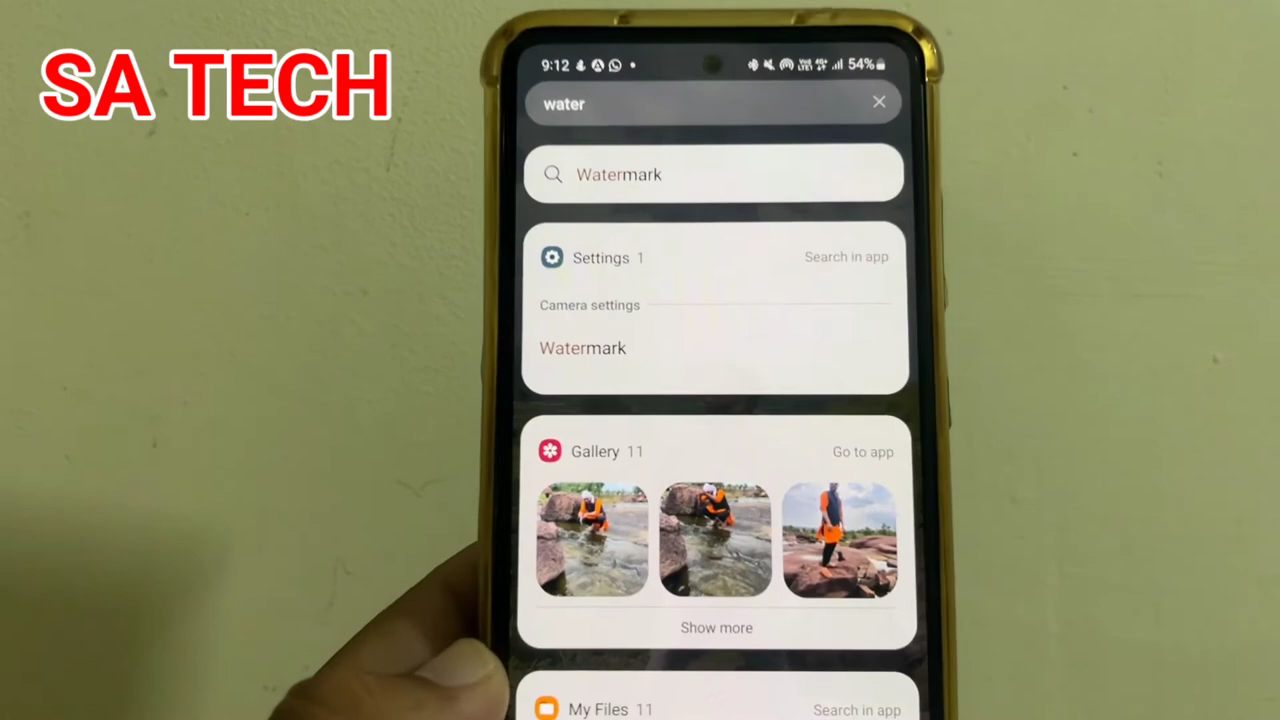 SA TECH
9:12 54%
water
Watermark
Settings 1 Search in app
Camera settings
Watermark
Gallery 11 Go to app
Show more
My Files 11 Search in app